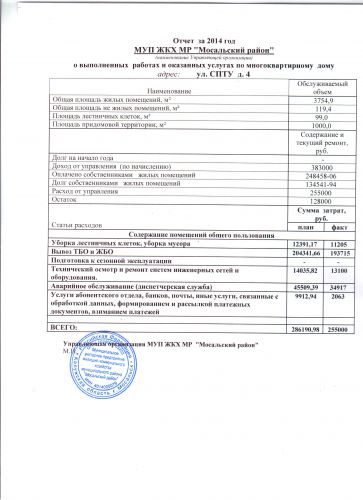 Отчет за 2014 год
МУП ЖКХ МР "Мосальский район"
(наименование Управляющей организации)
о выполненных работах и оказанных услугах по многоквартирному дому
адрес: ул. СПТУ д. 4
Наименование Обслуживаемый объем
Общая площадь жилых помещений, м² 3754,9
Общая площадь не жилых помещений, м² 119,4
Площадь лестничных клеток, м² 99,0
Площадь придомовой территории, м² 1000,0
Содержание и текущий ремонт, руб.
Долг на начало года
Доход от управления (по начислению) 383000
Оплачено собственниками жилых помещений 248458-06
Долг собственниками жилых помещений 134541-94
Расход от управления 255000
Остаток 128000
Статьи расходов Сумма затрат, руб.
план факт
Содержание помещений общего пользования
Уборка лестничных клеток, уборка мусора 12391,17 11205
Вывоз ТБО и ЖБО 204341,66 193715
Подготовка к сезонной эксплуатации - -
Технический осмотр и ремонт систем инженерных сетей и оборудования. 14035,82 13100
Аварийное обслуживание (диспетчерская служба) 45509,39 34917
Услуги абонентского отдела, банков, почты, иные услуги, связанные с 9912,94 2063
обработкой данных, формированием и рассылкой платежных
документов, взиманием платежей
ВСЕГО: 286190,98 255000
Управляющая организация МУП ЖКХ МР "Мосальский район"
М.П.